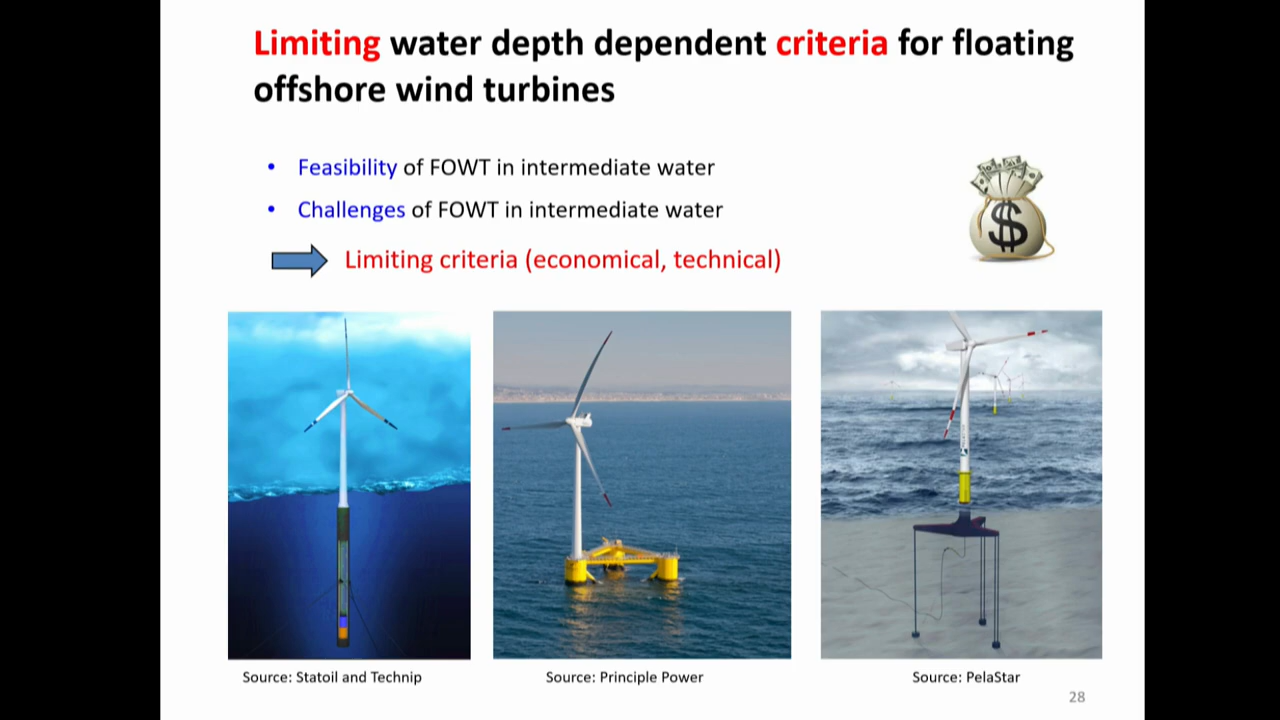 Limiting water depth dependent criteria for floating
offshore wind turbines
• Feasibility of FOWT in intermediate water
• Challenges of FOWT in intermediate water
Limiting criteria (economical, technical)
$
Source: Statoil and Technip
Source: Principle Power
Source: PelaStar
28